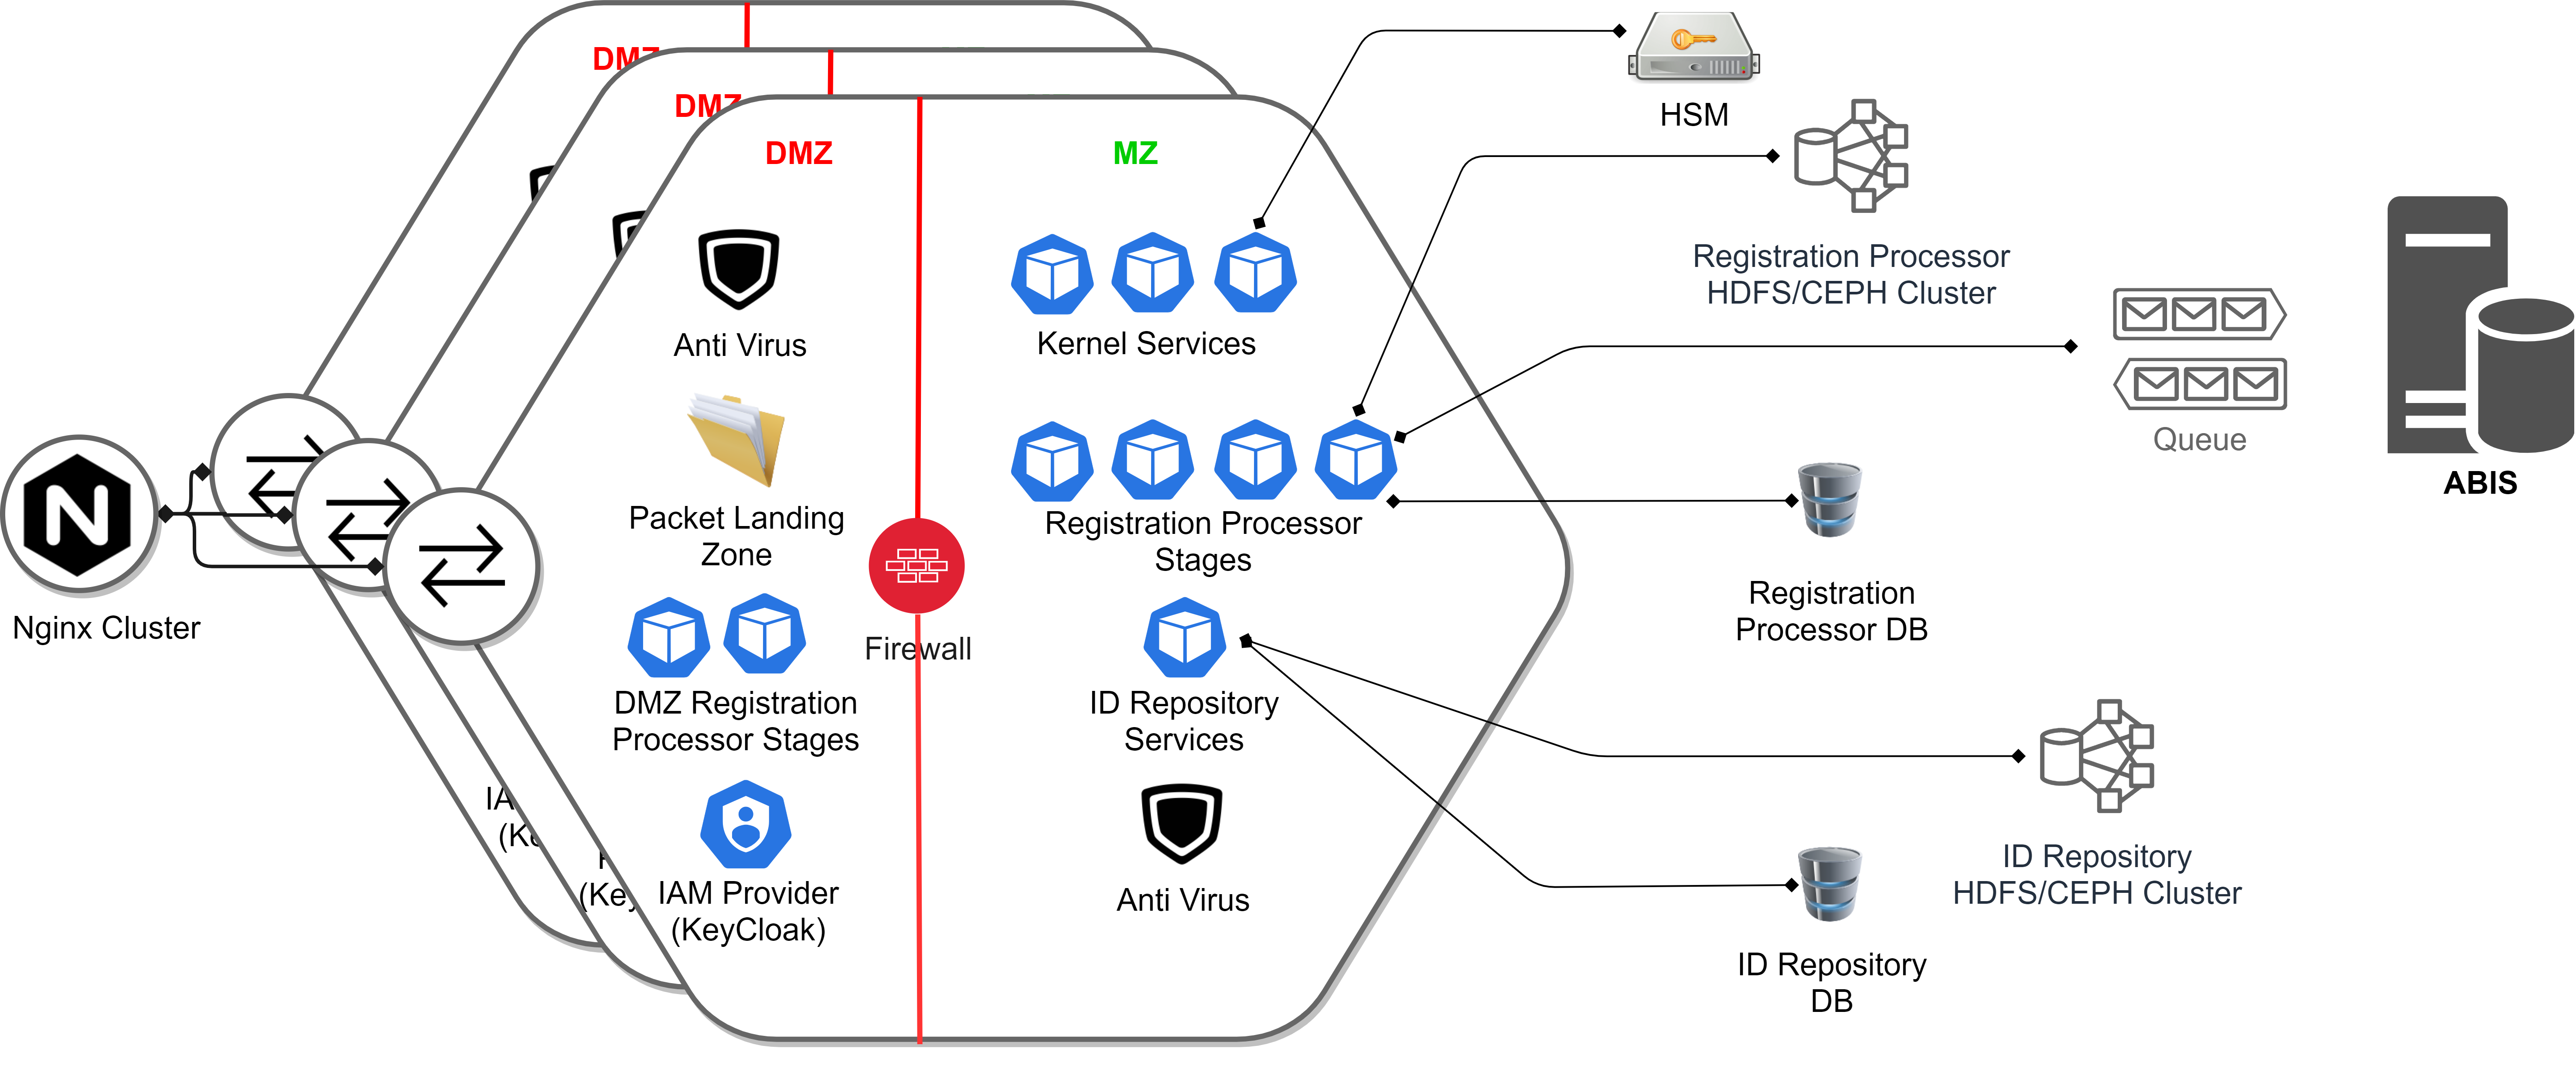 DMZ
DMZ
DMZ
MZ
HSM
Anti Virus
Kernel Services
Registration Processor
HDFS/CEPH Cluster
Queue
ABIS
Packet Landing
Zone
Registration Processor
Stages
N
Nginx Cluster
Firewall
Registration
Processor DB
DMZ Registration
Processor Stages
ID Repository
Services
IA
(Ke
(Key
IAM Provider
(KeyCloak)
Anti Virus
ID Repository
HDFS/CEPH Cluster
ID Repository
DB